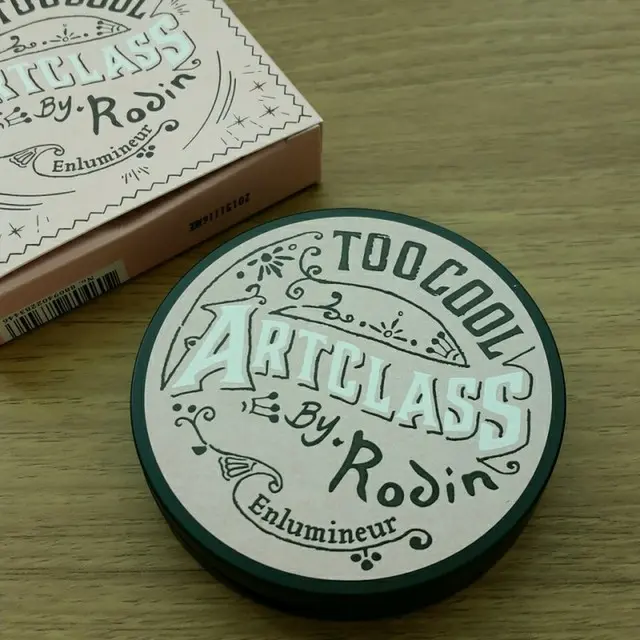 TOO COOL
ARTCLASS
By. Rodin
Enlumineur
TOO COOL
ARTCLASS
By. Rodin
Enlumineur